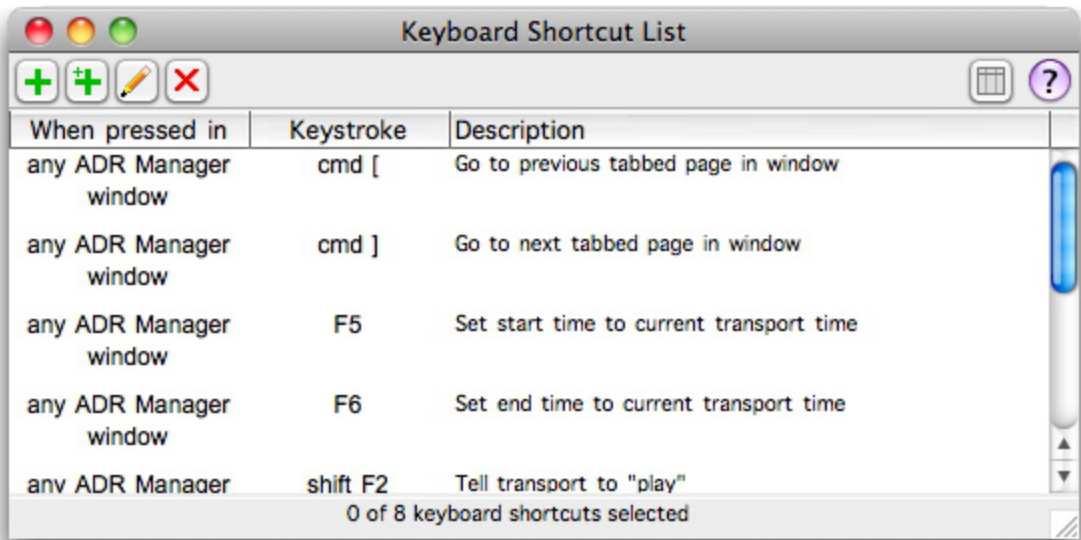 Keyboard Shortcut List
?
When pressed in Keystroke Description
any ADR Manager cmd [ Go to previous tabbed page in window
window
any ADR Manager cmd ] Go to next tabbed page in window
window
any ADR Manager F5 Set start time to current transport time
window
any ADR Manager F6 Set end time to current transport time
window
any ADR Manager shift F2 Tell transport to "play"
0 of 8 keyboard shortcuts selected